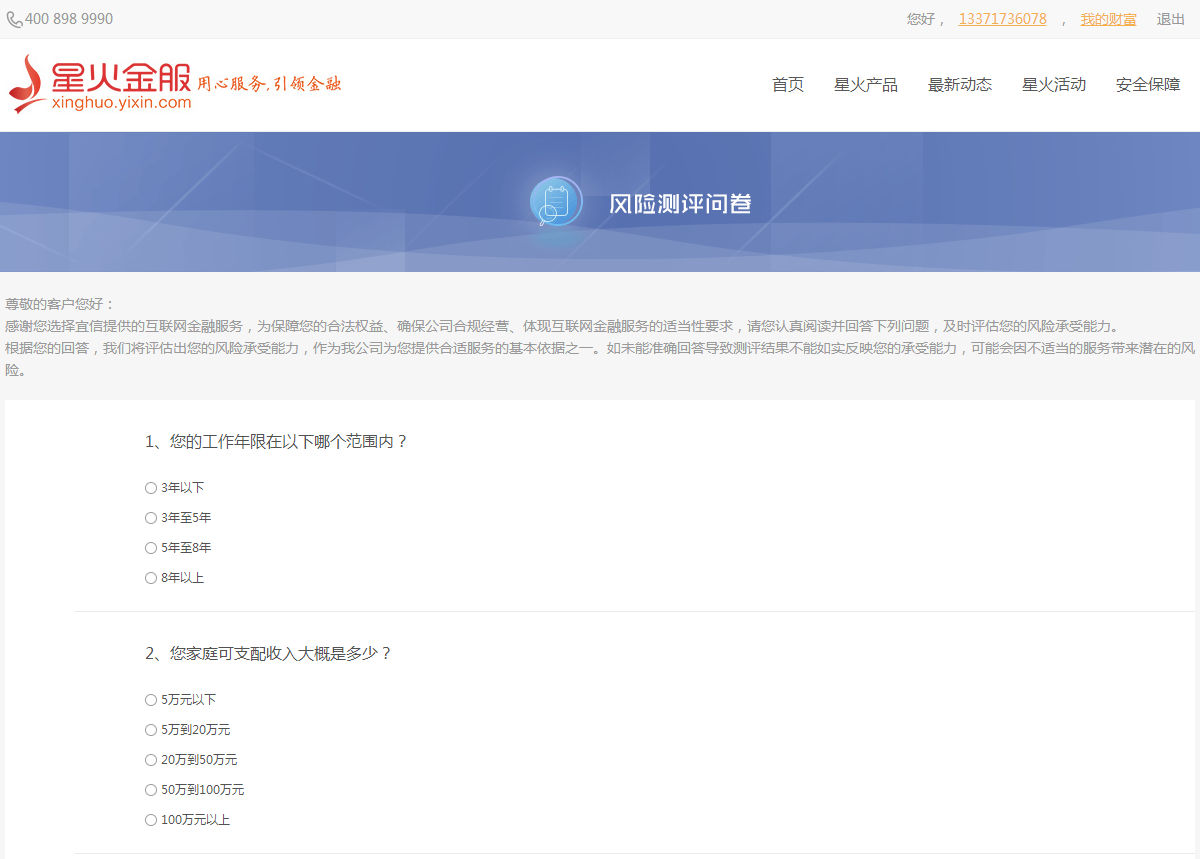 400 898 9990
您好， 13371736078 ， 我的财富 退出
星火金服 用心服务,引领金融
xinghuo.yixin.com
首页 星火产品 最新动态 星火活动 安全保障
风险测评问卷
尊敬的客户您好：
感谢您选择宜信提供的互联网金融服务，为保障您的合法权益、确保公司合规经营、体现互联网金融服务的适当性要求，请您认真阅读并回答下列问题，及时评估您的风险承受能力。
根据您的回答，我们将评估出您的风险承受能力，作为我公司为您提供合适服务的基本依据之一。如未能准确回答导致测评结果不能如实反映您的承受能力，可能会因不适当的服务带来潜在的风
险。
1、您的工作年限在以下哪个范围内？
3年以下
3年至5年
5年至8年
8年以上
2、您家庭可支配收入大概是多少？
5万元以下
5万到20万元
20万到50万元
50万到100万元
100万元以上